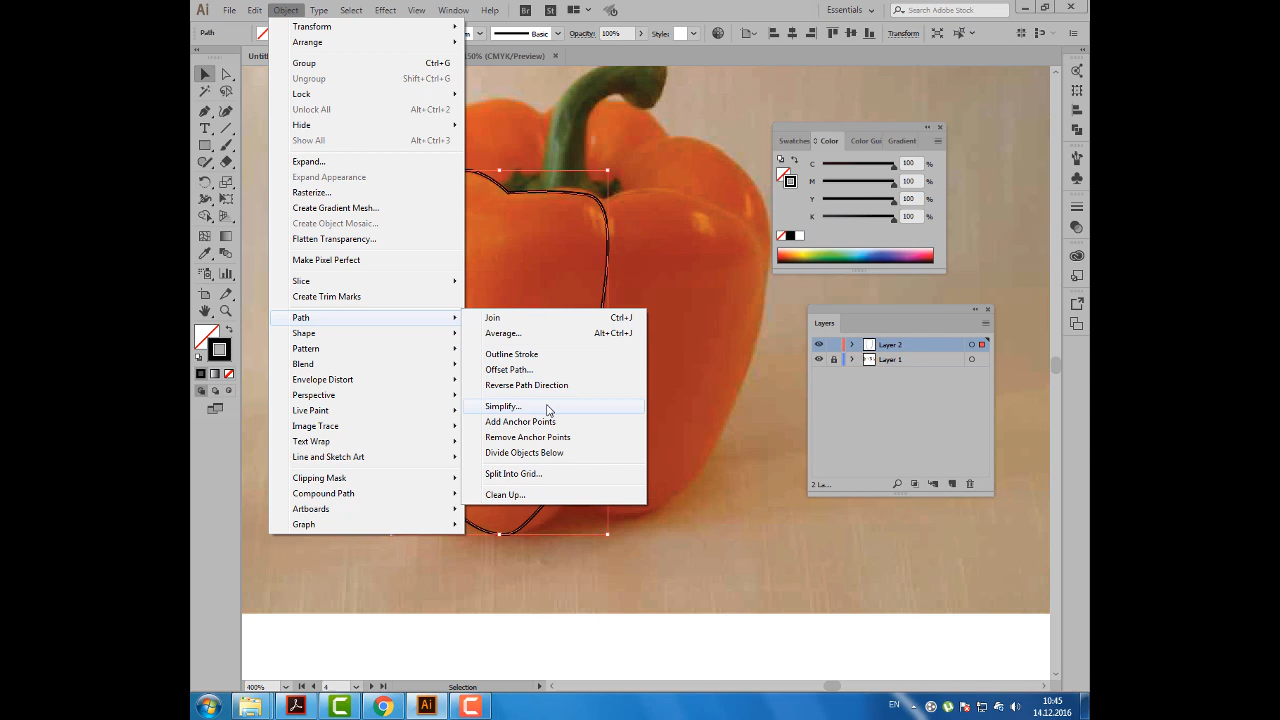 Ai File Edit Object Type Select Effect View Window Help Br St Essentials Search Adobe Stock
Path Basic Opacity: 100% Style: Transform
150% (CMYK/Preview) ×
Transform
Arrange
Group Ctrl+G
Ungroup Shift+Ctrl+G
Lock
Unlock All Alt+Ctrl+2
Hide
Show All Alt+Ctrl+3
Expand...
Expand Appearance
Rasterize...
Create Gradient Mesh...
Create Object Mosaic...
Flatten Transparency...
Make Pixel Perfect
Slice
Create Trim Marks
Path
Shape
Pattern
Blend
Envelope Distort
Perspective
Live Paint
Image Trace
Text Wrap
Line and Sketch Art
Clipping Mask
Compound Path
Artboards
Graph
Join Ctrl+J
Average... Alt+Ctrl+J
Outline Stroke
Offset Path...
Reverse Path Direction
Simplify...
Add Anchor Points
Remove Anchor Points
Divide Objects Below
Split Into Grid...
Clean Up...
Swatches Color Color Gui Gradient
C 100 %
M 100 %
Y 100 %
K 100 %
Layers
Layer 2
Layer 1
2 La...
400% 4 Selection
Ai EN 10:45
14.12.2016